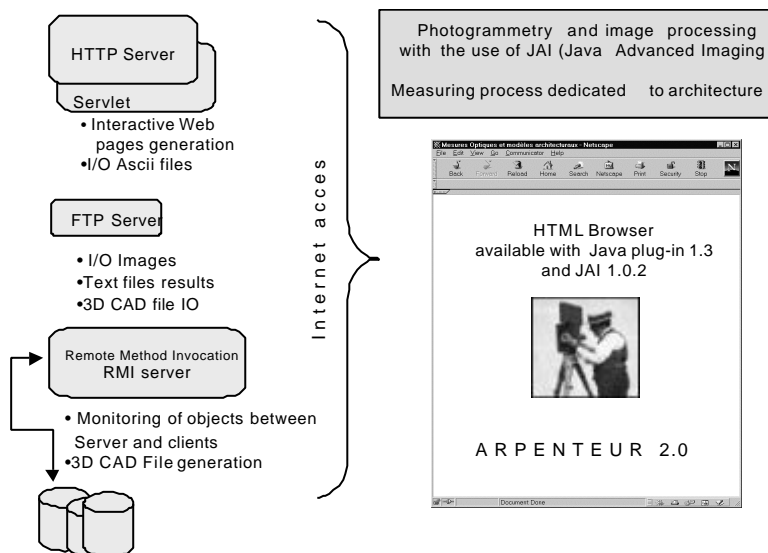 HTTP Server
Servlet
• Interactive Web
pages generation
•I/O Ascii files
FTP Server
• I/O Images
•Text files results
•3D CAD file IO
Remote Method Invocation
RMI server
• Monitoring of objects between
Server and clients
•3D CAD File generation
Internet acces
Photogrammetry and image processing
with the use of JAI (Java Advanced Imaging
Measuring process dedicated to architecture
Mesures Optiques et modèles architecturaux - Netscape
File Edit View Go Communicator Help
Back Forward Reload Home Search Netscape Print Security Stop
N
HTML Browser
available with Java plug-in 1.3
and JAI 1.0.2
ARPENTEUR 2.0
Document Done